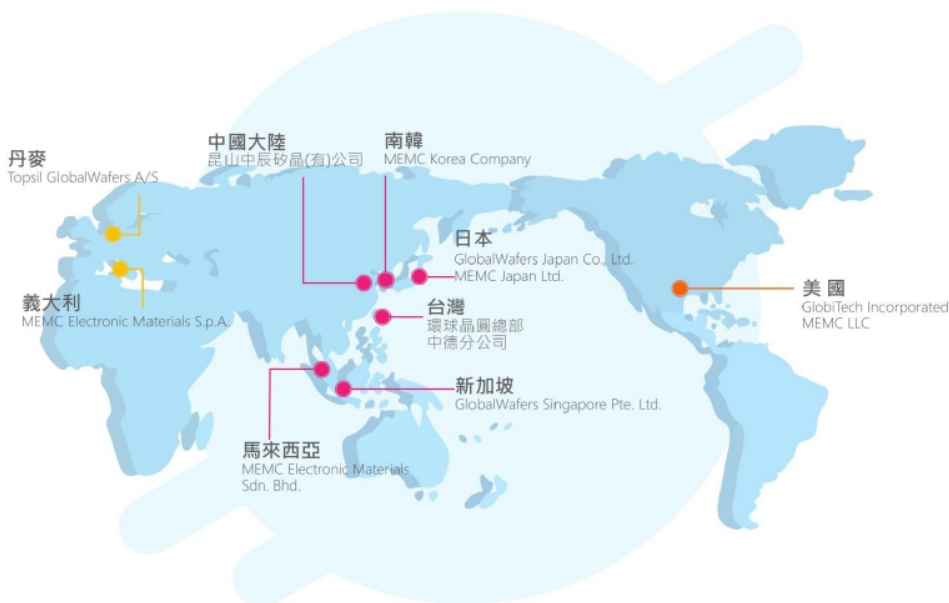 丹麥
Topsil GlobalWafers A/S
中國大陸
昆山中辰矽晶(有)公司
南韓
MEMC Korea Company
日本
GlobalWafers Japan Co., Ltd.
MEMC Japan Ltd.
義大利
MEMC Electronic Materials S.p.A.
台灣
環球晶圓總部
中德分公司
美國
GlobiTech Incorporated
MEMC LLC
新加坡
GlobalWafers Singapore Pte. Ltd.
馬來西亞
MEMC Electronic Materials
Sdn. Bhd.